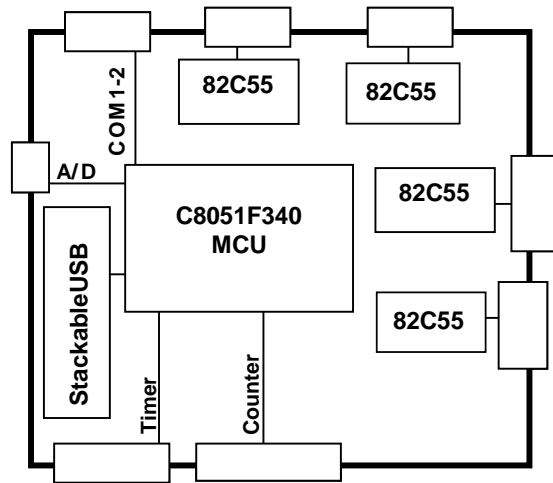 82C55
82C55
COM1-2
A/D
82C55
C8051F340
MCU
StackableUSB
82C55
Timer
Counter